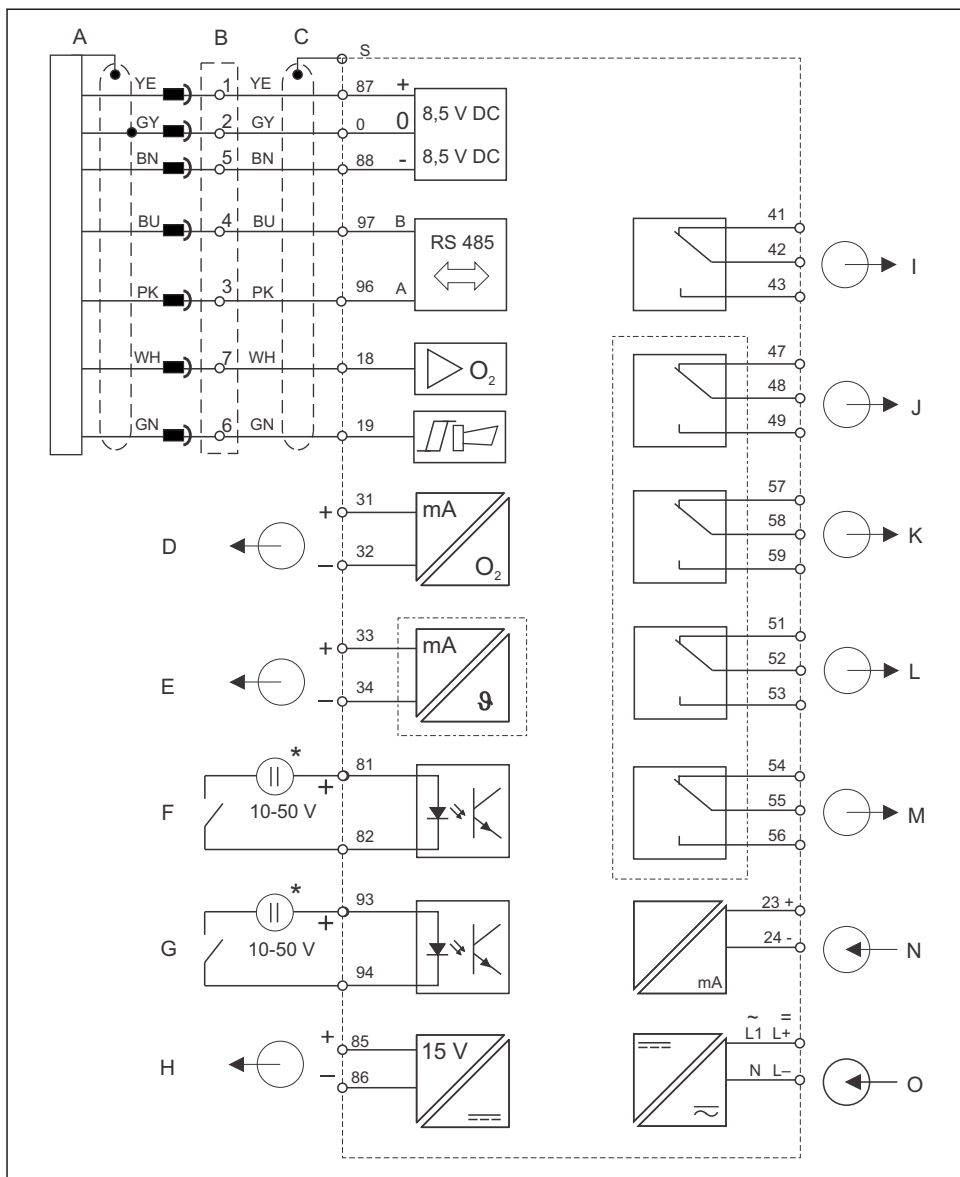 A B C S
YE 1 YE 87 + 8,5 V DC
GY 2 GY 0 0
BN 5 BN 88 - 8,5 V DC
BU 4 BU 97 B RS 485
PK 3 PK 96 A
WH 7 WH 18 O₂
GN 6 GN 19
D + 31 mA
– 32 O₂
E + 33 mA
– 34 ϑ
F * 10-50 V + 81
82
G * 10-50 V + 93
94
H + 85 15 V
– 86
41
42 I
43
47
48 J
49
57
58 K
59
51
52 L
53
54
55 M
56
23 +
24 - N
mA
~ =
L1 L+
N L– O